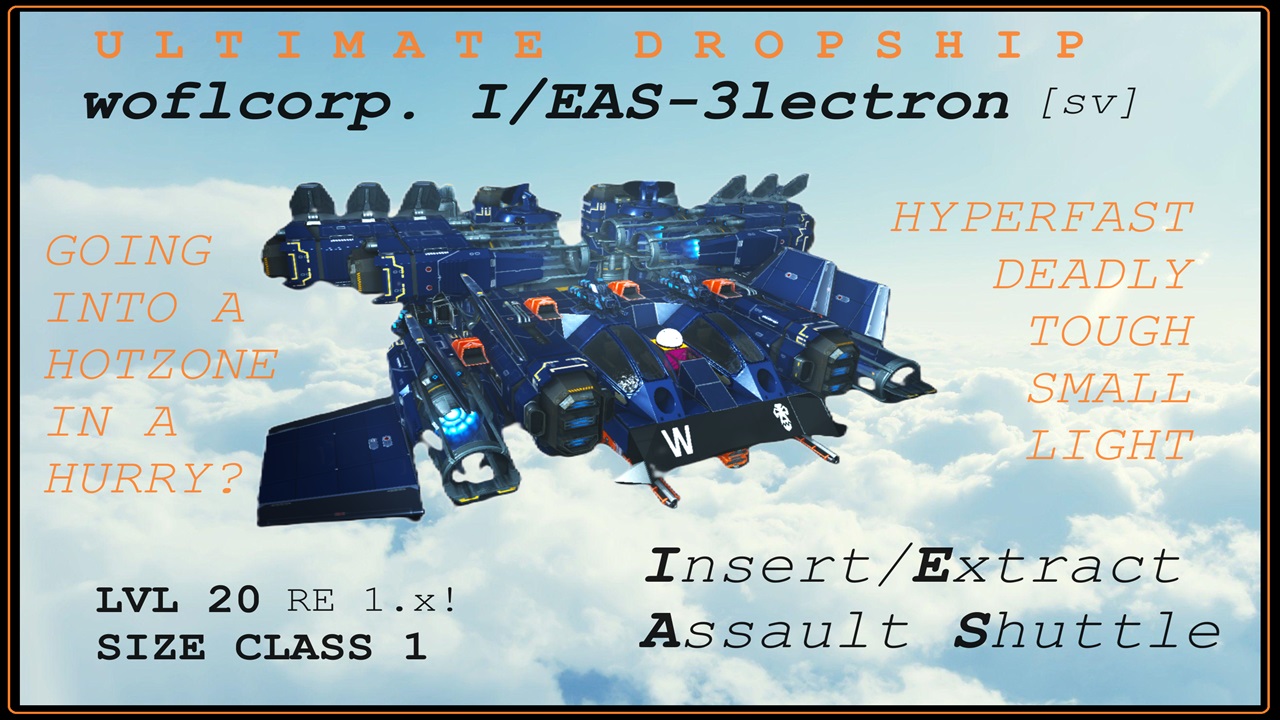 ULTIMATE DROPSHIP
woflcorp. I/EAS-3lectron [sv]
GOING
INTO A
HOTZONE
IN A
HURRY?
HYPERFAST
DEADLY
TOUGH
SMALL
LIGHT
W
LVL 20 RE 1.x!
SIZE CLASS 1
Insert/Extract
Assault Shuttle